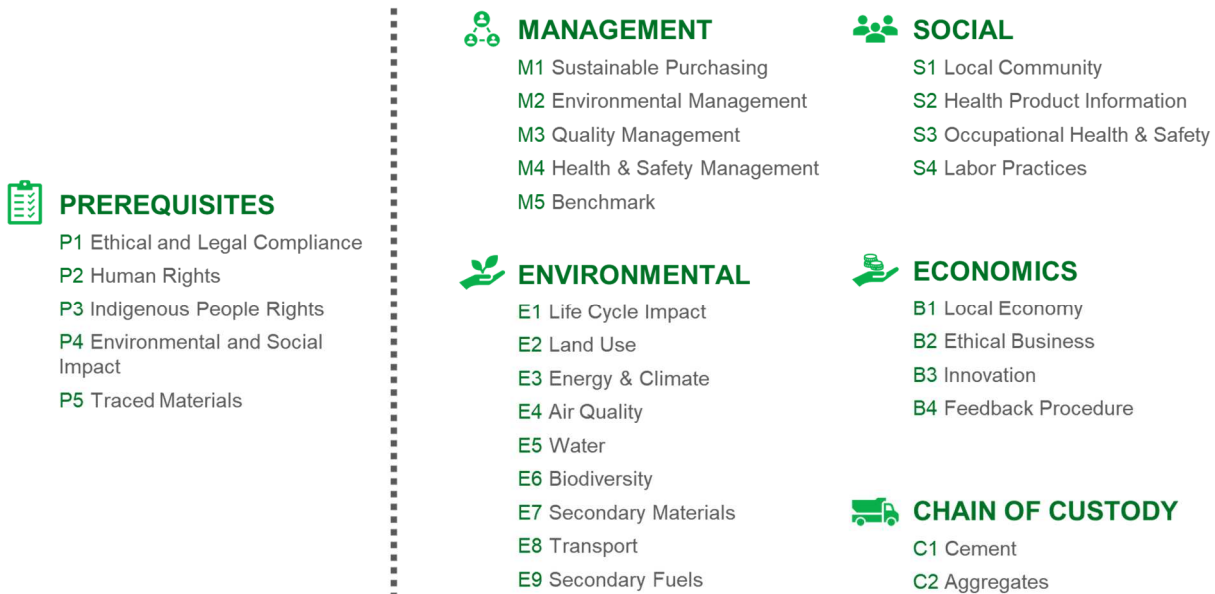 PREREQUISITES
P1 Ethical and Legal Compliance
P2 Human Rights
P3 Indigenous People Rights
P4 Environmental and Social
Impact
P5 Traced Materials
MANAGEMENT
M1 Sustainable Purchasing
M2 Environmental Management
M3 Quality Management
M4 Health & Safety Management
M5 Benchmark
ENVIRONMENTAL
E1 Life Cycle Impact
E2 Land Use
E3 Energy & Climate
E4 Air Quality
E5 Water
E6 Biodiversity
E7 Secondary Materials
E8 Transport
E9 Secondary Fuels
SOCIAL
S1 Local Community
S2 Health Product Information
S3 Occupational Health & Safety
S4 Labor Practices
ECONOMICS
B1 Local Economy
B2 Ethical Business
B3 Innovation
B4 Feedback Procedure
CHAIN OF CUSTODY
C1 Cement
C2 Aggregates